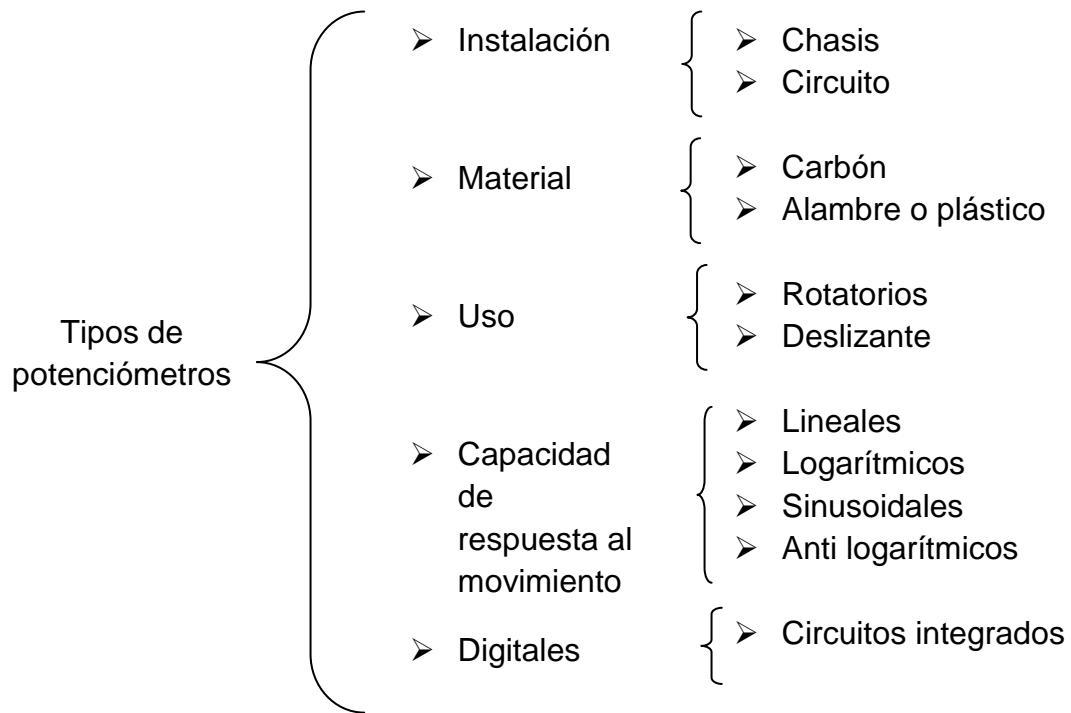 Tipos de
potenciómetros
➢ Instalación
➢ Chasis
➢ Circuito
➢ Material
➢ Carbón
➢ Alambre o plástico
➢ Uso
➢ Rotatorios
➢ Deslizante
➢ Capacidad
de
respuesta al
movimiento
➢ Lineales
➢ Logarítmicos
➢ Sinusoidales
➢ Anti logarítmicos
➢ Digitales
➢ Circuitos integrados